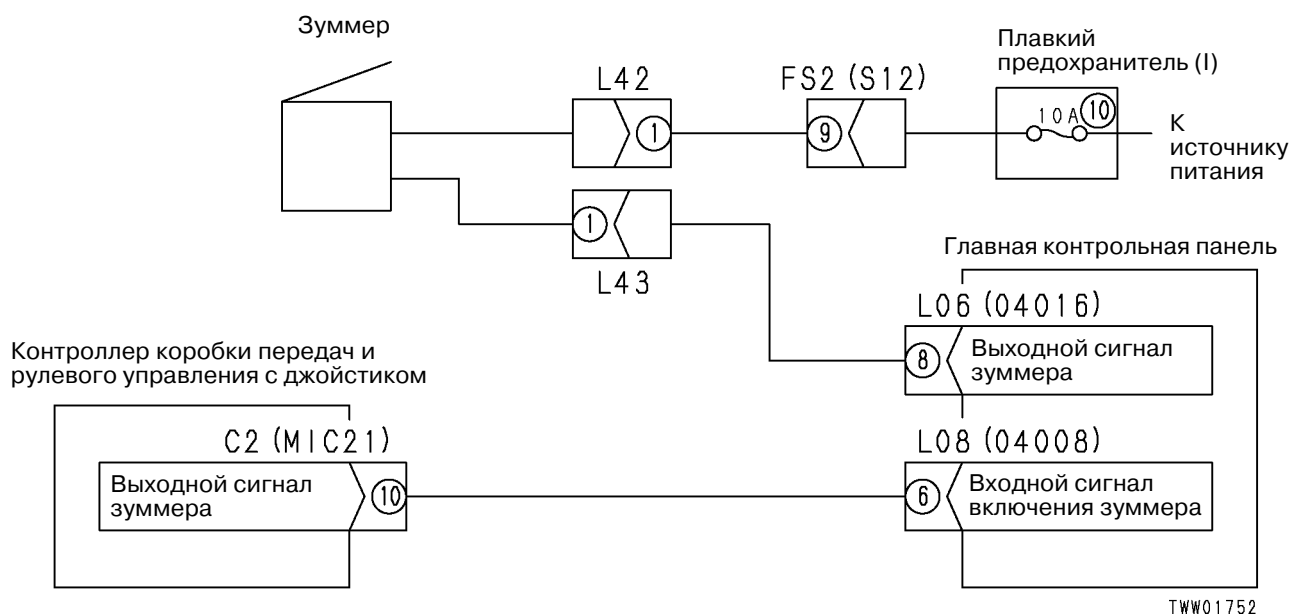 Зуммер
Плавкий
предохранитель (I)
L42
FS2 (S12)
10A
10
1
9
К
источнику
питания
1
L43
Главная контрольная панель
L06 (04016)
8
Выходной сигнал
зуммера
Контроллер коробки передач и
рулевого управления с джойстиком
C2 (MIC21)
Выходной сигнал
зуммера
10
L08 (04008)
6
Входной сигнал
включения зуммера
TWW01752